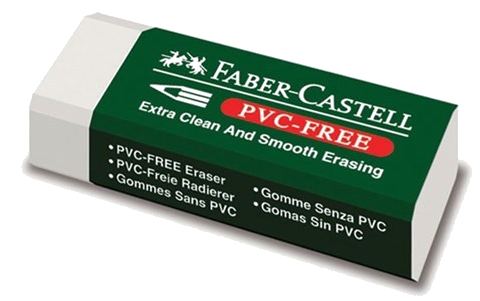 FABER-CASTELL
PVC-FREE
Extra Clean And Smooth Erasing
• PVC-FREE Eraser
• PVC-Freie Radierer
• Gommes Sans PVC
• Gomme Senza PVC
• Gomas Sin PVC